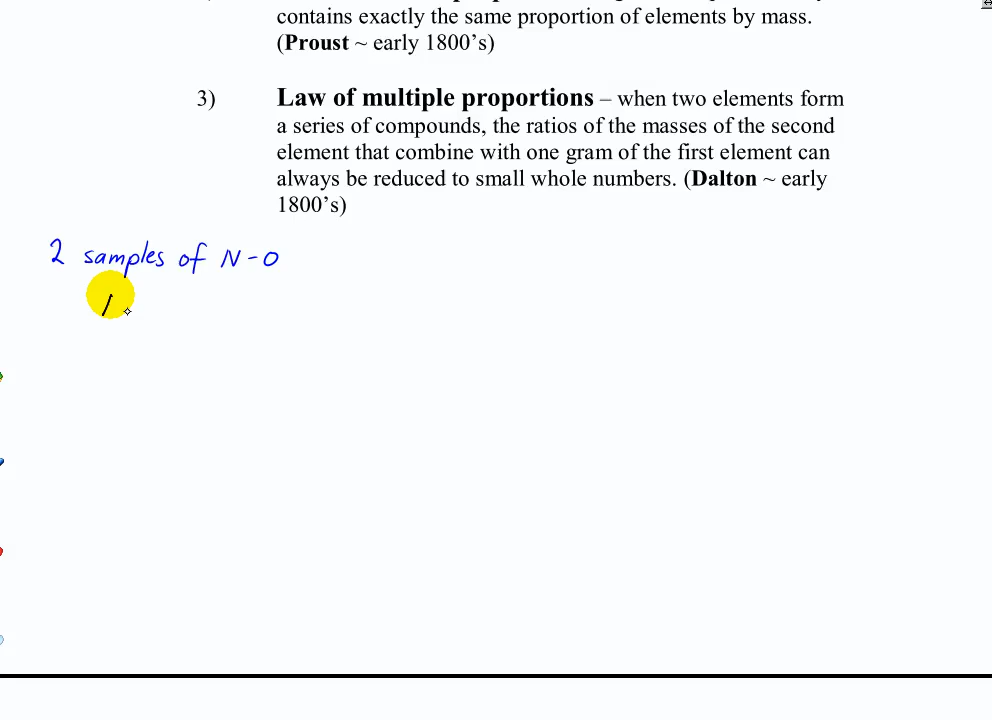 contains exactly the same proportion of elements by mass.
(Proust ~ early 1800’s)
3) Law of multiple proportions – when two elements form
a series of compounds, the ratios of the masses of the second
element that combine with one gram of the first element can
always be reduced to small whole numbers. (Dalton ~ early
1800’s)
2 samples of N-O